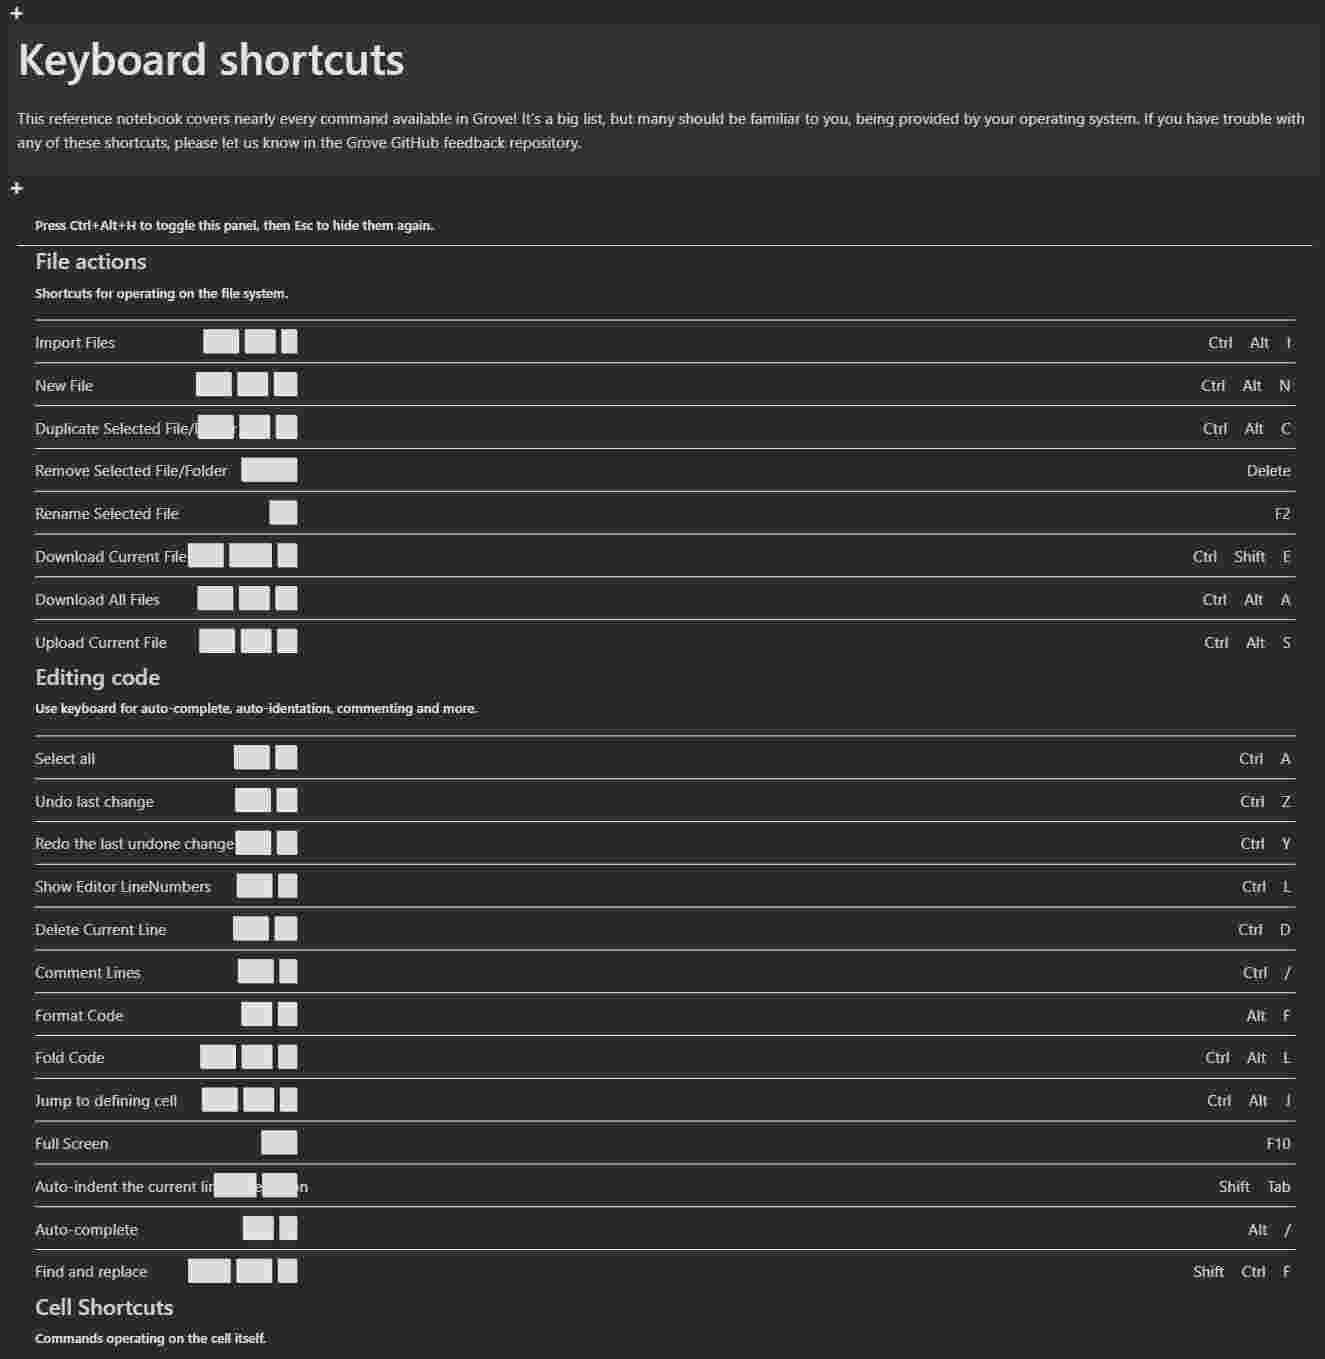 Keyboard shortcuts
This reference notebook covers nearly every command available in Grove! It's a big list, but many should be familiar to you, being provided by your operating system. If you have trouble with
any of these shortcuts, please let us know in the Grove GitHub feedback repository.
Press Ctrl+Alt+H to toggle this panel, then Esc to hide them again.
File actions
Shortcuts for operating on the file system.
Import Files Ctrl Alt I
New File Ctrl Alt N
Duplicate Selected File/ Ctrl Alt C
Remove Selected File/Folder Delete
Rename Selected File F2
Download Current File Ctrl Shift E
Download All Files Ctrl Alt A
Upload Current File Ctrl Alt S
Editing code
Use keyboard for auto-complete, auto-identation, commenting and more.
Select all Ctrl A
Undo last change Ctrl Z
Redo the last undone change Ctrl Y
Show Editor LineNumbers Ctrl L
Delete Current Line Ctrl D
Comment Lines Ctrl /
Format Code Alt F
Fold Code Ctrl Alt L
Jump to defining cell Ctrl Alt J
Full Screen F10
Auto-indent the current Shift Tab
Auto-complete Alt /
Find and replace Shift Ctrl F
Cell Shortcuts
Commands operating on the cell itself.